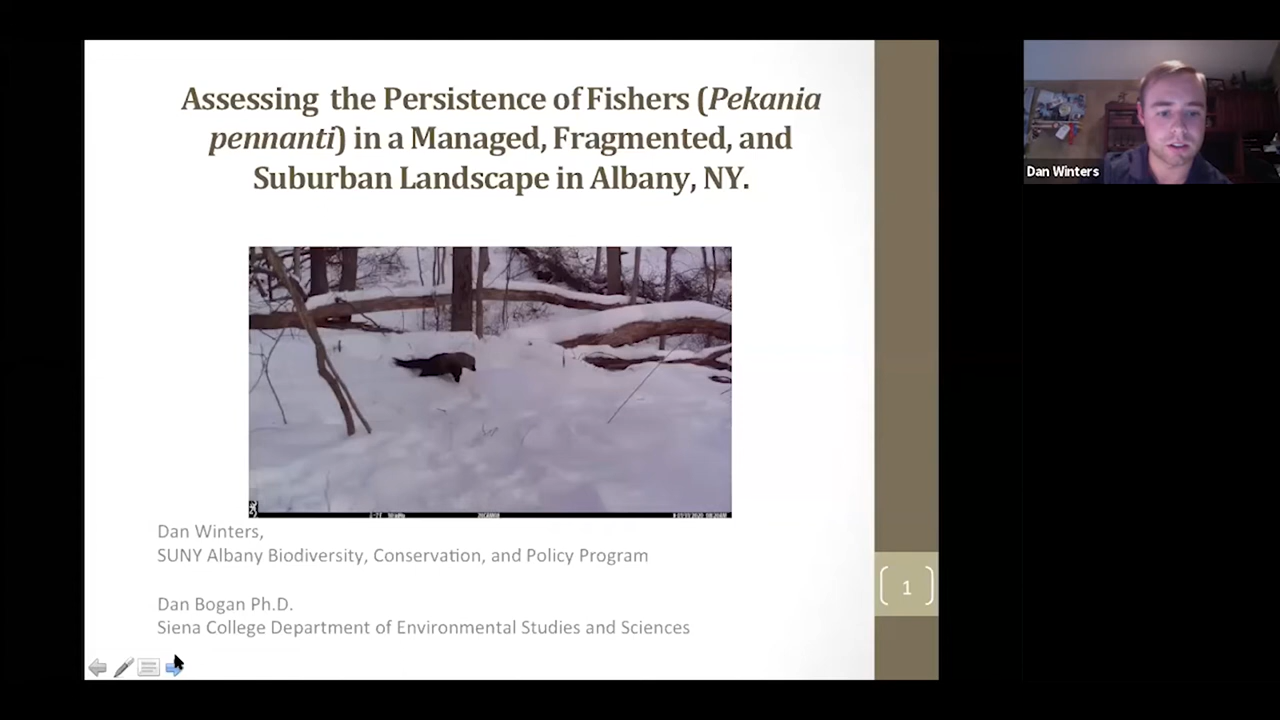 Assessing the Persistence of Fishers (Pekania
pennanti) in a Managed, Fragmented, and
Suburban Landscape in Albany, NY.
Dan Winters
Dan Winters,
SUNY Albany Biodiversity, Conservation, and Policy Program
Dan Bogan Ph.D.
Siena College Department of Environmental Studies and Sciences
1